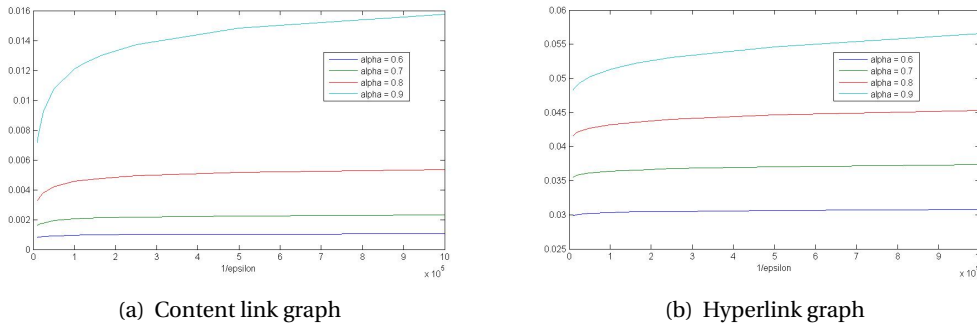 0.016
0.014
0.012
0.01
0.008
0.006
0.004
0.002
0
0 1 2 3 4 5 6 7 8 9 10
1/epsilon
x 10^5
alpha = 0.6
alpha = 0.7
alpha = 0.8
alpha = 0.9
(a) Content link graph
0.06
0.055
0.05
0.045
0.04
0.035
0.03
0.025
0 1 2 3 4 5 6 7 8 9 10
1/epsilon
x 10
alpha = 0.6
alpha = 0.7
alpha = 0.8
alpha = 0.9
(b) Hyperlink graph